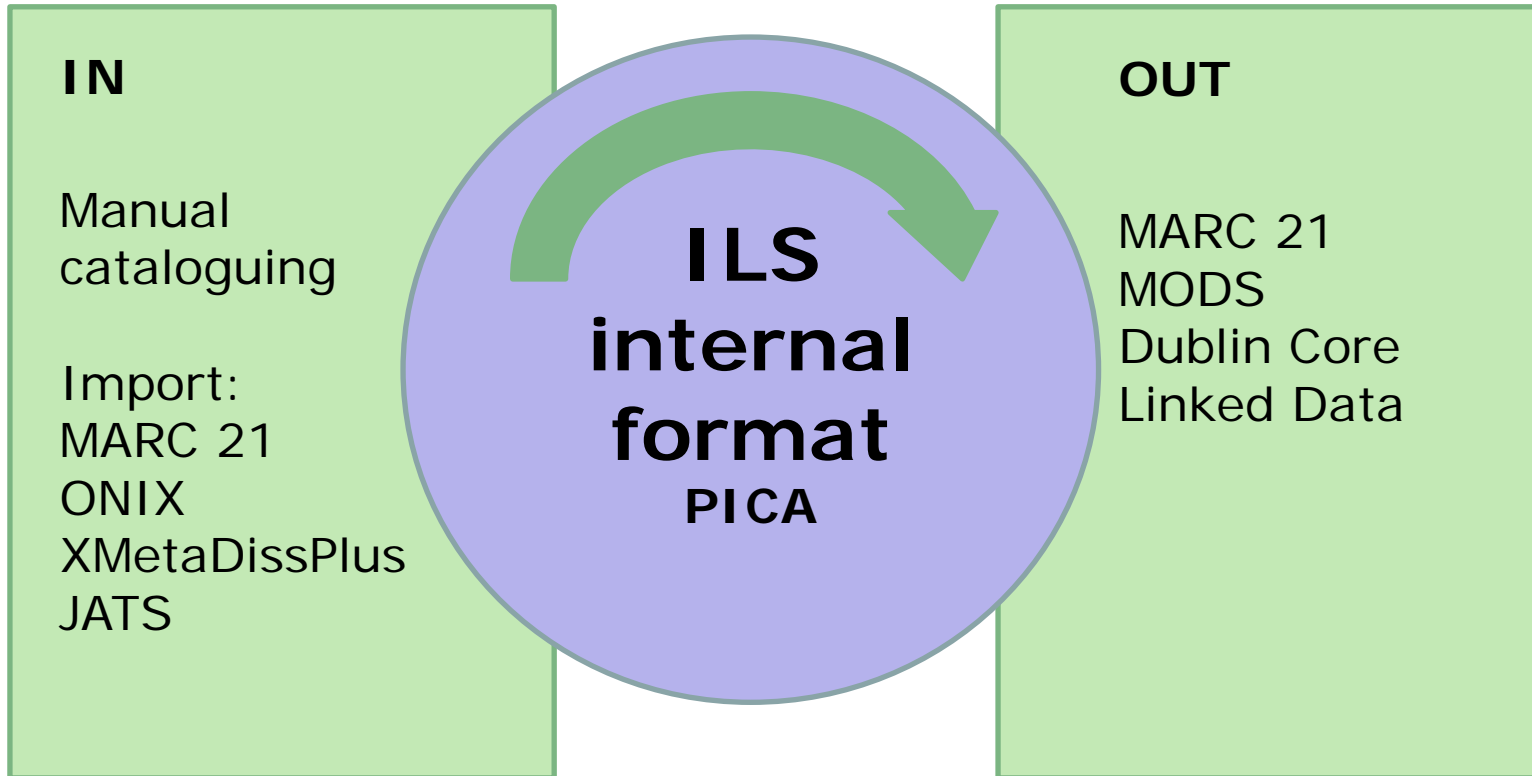 IN
Manual
cataloguing
Import:
MARC 21
ONIX
XMetaDissPlus
JATS
ILS
internal
format
PICA
OUT
MARC 21
MODS
Dublin Core
Linked Data